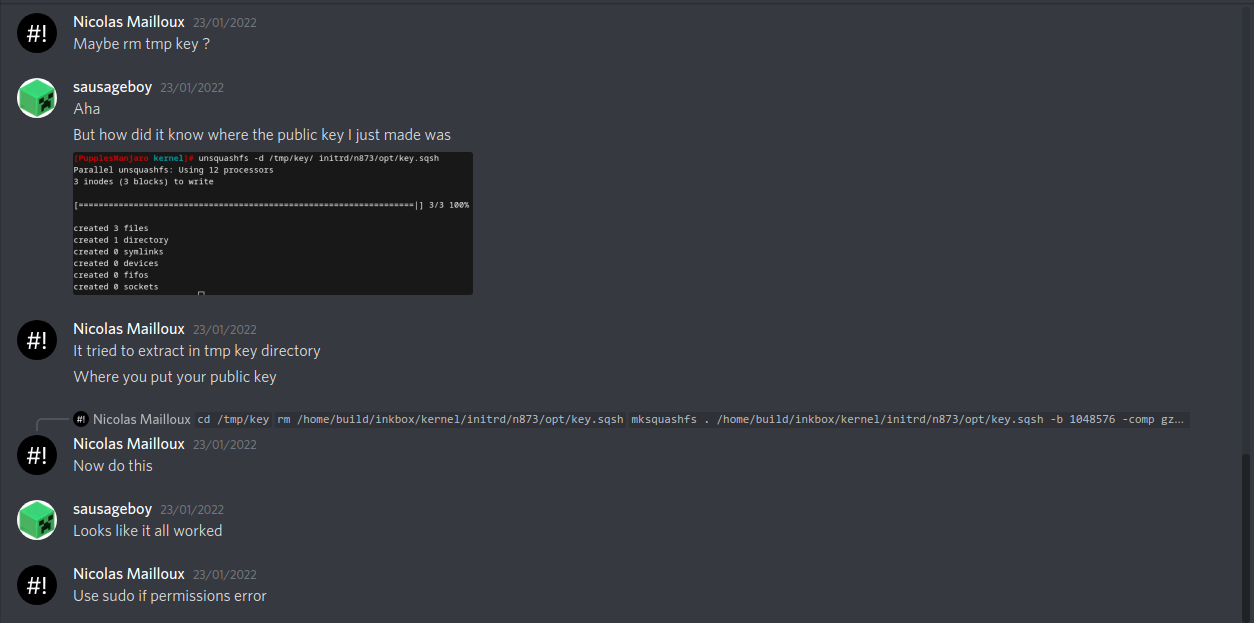 #!
Nicolas Mailloux 23/01/2022
Maybe rm tmp key ?
sausageboy 23/01/2022
Aha
But how did it know where the public key I just made was
[PupplesManjaro kernel]# unsquashfs -d /tmp/key/ initrd/n873/opt/key.sqsh
Parallel unsquashfs: Using 12 processors
3 inodes (3 blocks) to write
[====================================================================|] 3/3 100%
created 3 files
created 1 directory
created 0 symlinks
created 0 devices
created 0 fifos
created 0 sockets
#!
Nicolas Mailloux 23/01/2022
It tried to extract in tmp key directory
Where you put your public key
#! Nicolas Mailloux cd /tmp/key rm /home/build/inkbox/kernel/initrd/n873/opt/key.sqsh mksquashfs . /home/build/inkbox/kernel/initrd/n873/opt/key.sqsh -b 1048576 -comp gz...
#!
Nicolas Mailloux 23/01/2022
Now do this
sausageboy 23/01/2022
Looks like it all worked
#!
Nicolas Mailloux 23/01/2022
Use sudo if permissions error